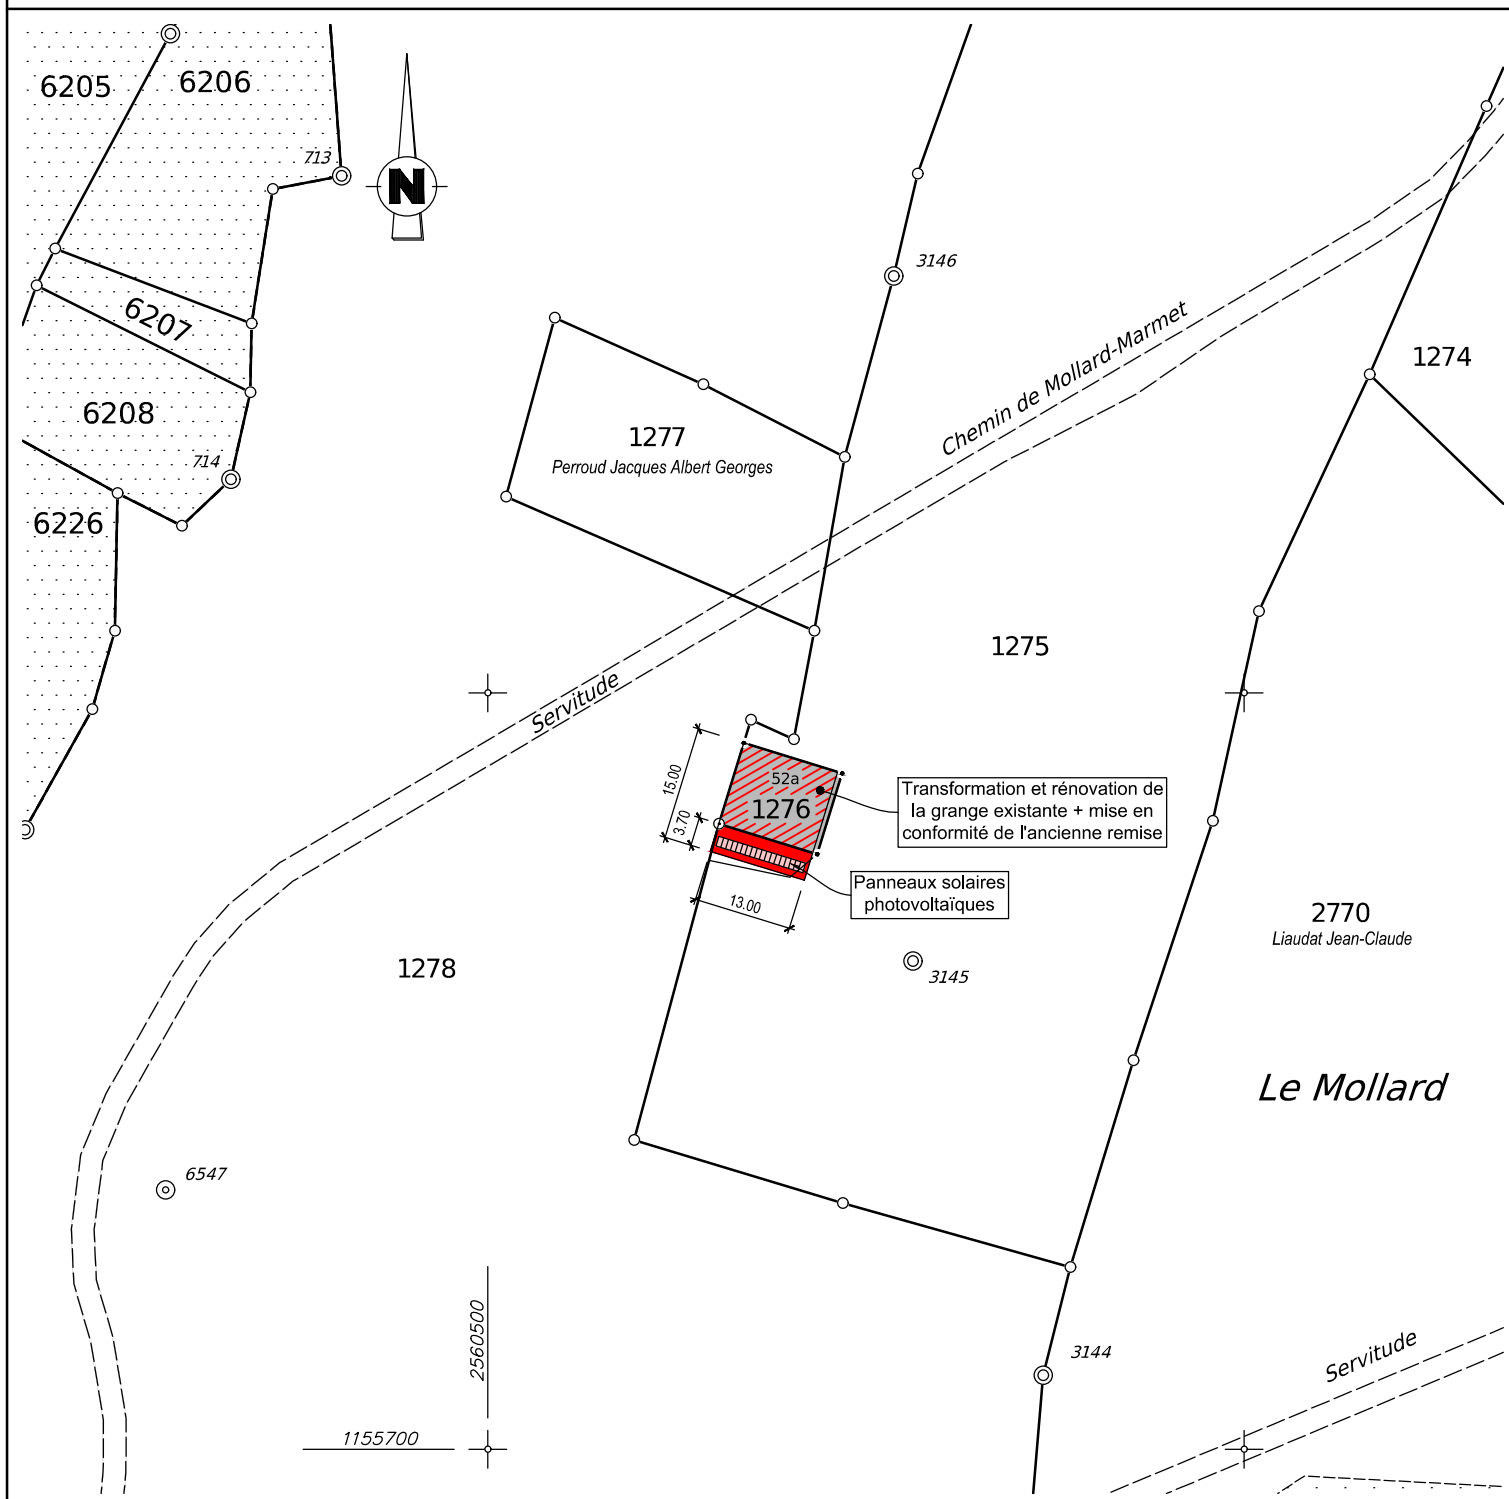 6205
6206
713
N
3146
6207
Chemin de Mollard-Marmet
1274
6208
1277
Perroud Jacques Albert Georges
714
6226
1275
Servitude
15.00
3.70
52a
1276
Transformation et rénovation de
la grange existante + mise en
conformité de l'ancienne remise
Panneaux solaires
photovoltaïques
13.00
2770
Liaudat Jean-Claude
1278
3145
Le Mollard
6547
2560500
3144
Servitude
1155700